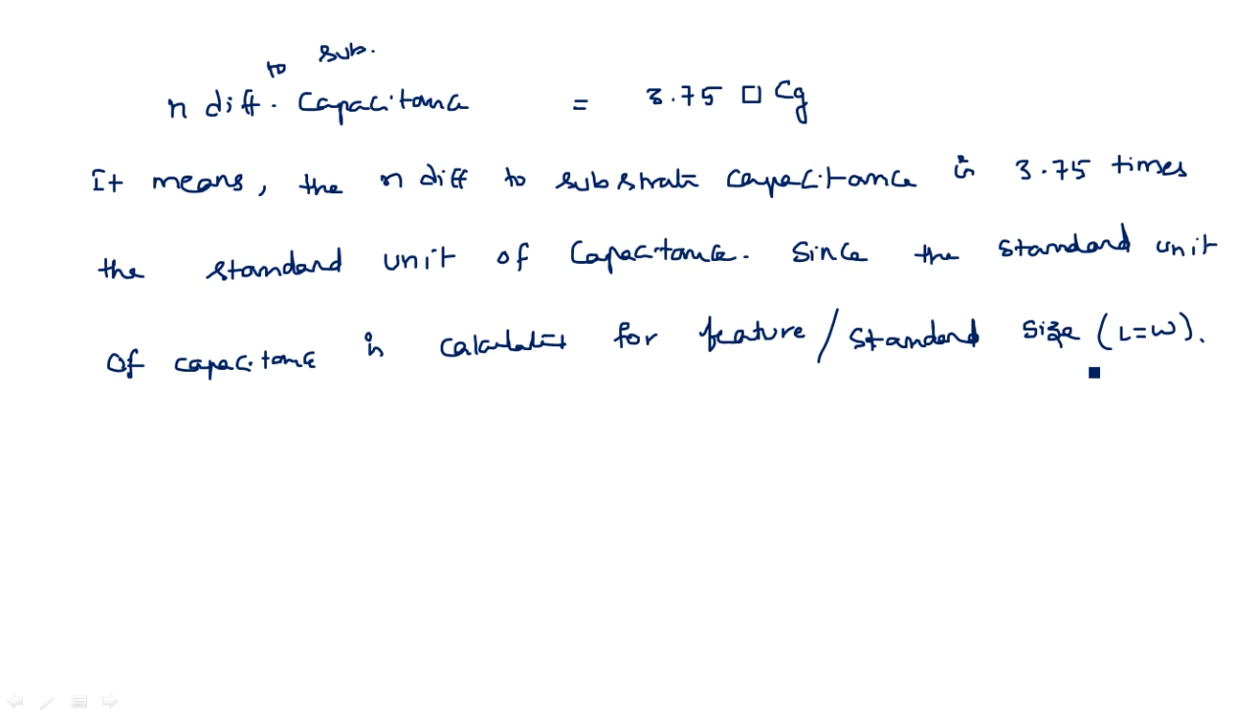 to sub.
n diff. Capacitance = 3.75 □ Cg
It means, the n diff to substrate capacitance is 3.75 times
the standard unit of Capacitance. Since the standard unit
Of capacitance is calculated for feature/standard size (L=W).